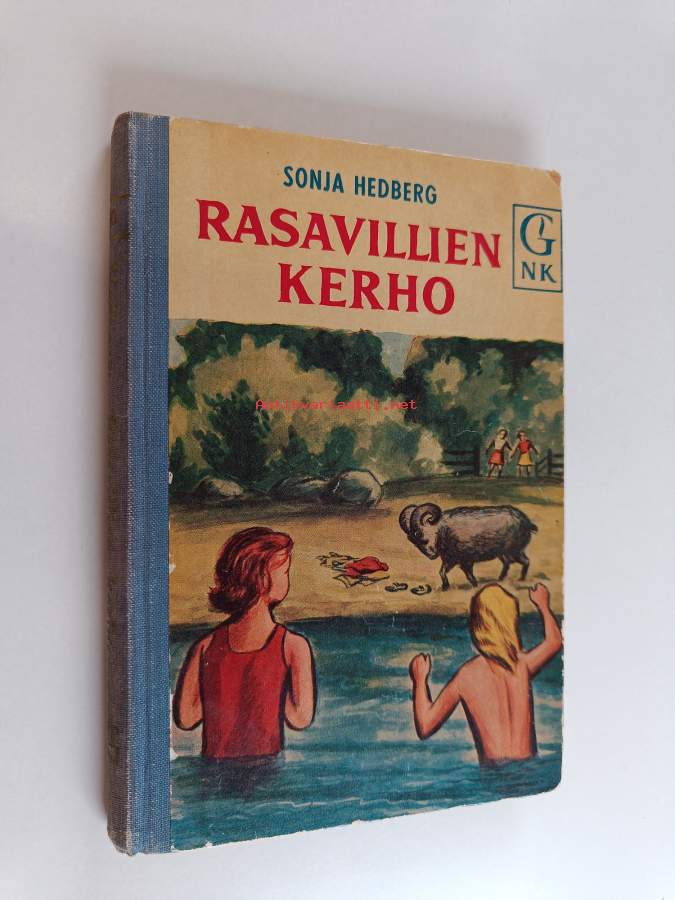 SONJA HEDBERG
RASAVILLIEN
KERHO
G
NK
Antikvariaatti.net